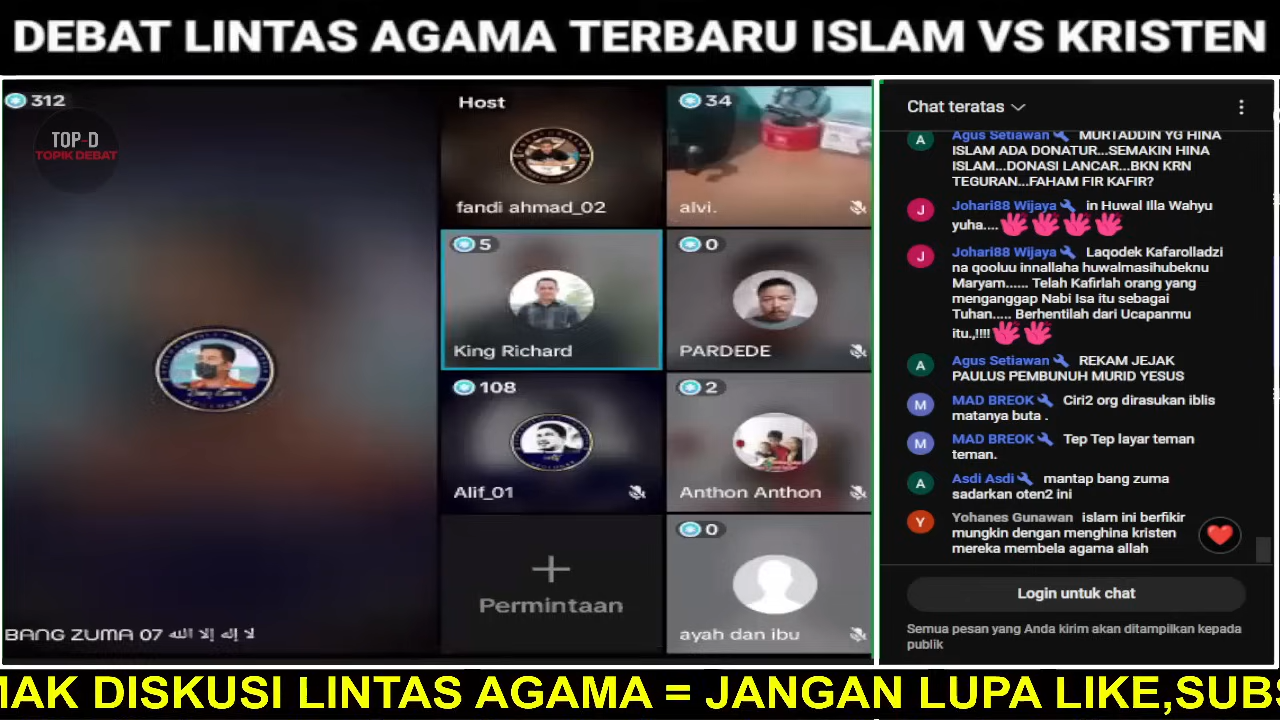 DEBAT LINTAS AGAMA TERBARU ISLAM VS KRISTEN
312
TOP-D
TOPIK DEBAT
BANG ZUMA 07 لا إله إلا الله
Host
fandi ahmad_02
34
alvi.
5
King Richard
0
PARDEDE
108
Alif_01
2
Anthon Anthon
Permintaan
0
ayah dan ibu
Chat teratas
A
Agus Setiawan MURTADDIN YG HINA
ISLAM ADA DONATUR...SEMAKIN HINA
ISLAM...DONASI LANCAR...BKN KRN
TEGURAN...FAHAM FIR KAFIR?
J
Johari88 Wijaya in Huwal Illa Wahyu
yuha....
J
Johari88 Wijaya Laqodek Kafarolladzi
na qooluu innallaha huwalmasihubeknu
Maryam...... Telah Kafirlah orang yang
menganggap Nabi Isa itu sebagai
Tuhan..... Berhentilah dari Ucapanmu
itu.,!!!!
A
Agus Setiawan REKAM JEJAK
PAULUS PEMBUNUH MURID YESUS
M
MAD BREOK Ciri2 org dirasukan iblis
matanya buta .
M
MAD BREOK Tep Tep layar teman
teman.
A
Asdi Asdi mantap bang zuma
sadarkan oten2 ini
Y
Yohanes Gunawan islam ini berfikir
mungkin dengan menghina kristen
mereka membela agama allah
Login untuk chat
Semua pesan yang Anda kirim akan ditampilkan kepada
publik
MAK DISKUSI LINTAS AGAMA = JANGAN LUPA LIKE,SUBS